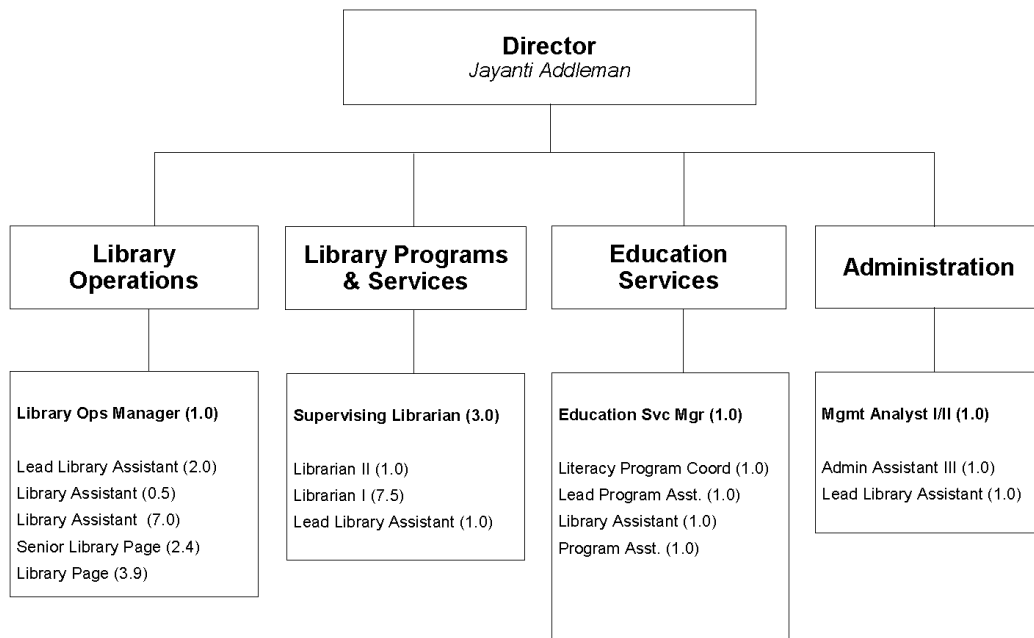 Director
Jayanti Addleman
Library
Operations
Library Programs
& Services
Education
Services
Administration
Library Ops Manager (1.0)
Lead Library Assistant (2.0)
Library Assistant (0.5)
Library Assistant  (7.0)
Senior Library Page (2.4)
Library Page (3.9)
Supervising Librarian (3.0)
Librarian II (1.0)
Librarian I (7.5)
Lead Library Assistant (1.0)
Education Svc Mgr (1.0)
Literacy Program Coord (1.0)
Lead Program Asst. (1.0)
Library Assistant (1.0)
Program Asst. (1.0)
Mgmt Analyst I/II (1.0)
Admin Assistant III (1.0)
Lead Library Assistant (1.0)